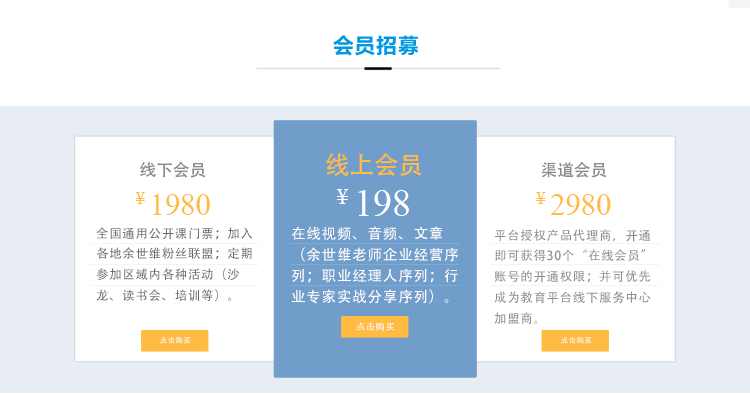 会员招募
线下会员
¥1980
全国通用公开课门票；加入
各地余世维粉丝联盟；定期
参加区域内各种活动（沙
龙、读书会、培训等）。
点击购买
线上会员
¥198
在线视频、音频、文章
（余世维老师企业经营序
列；职业经理人序列；行
业专家实战分享序列）。
点击购买
渠道会员
¥2980
平台授权产品代理商，开通
即可获得30个“在线会员”
账号的开通权限；并可优先
成为教育平台线下服务中心
加盟商。
点击购买